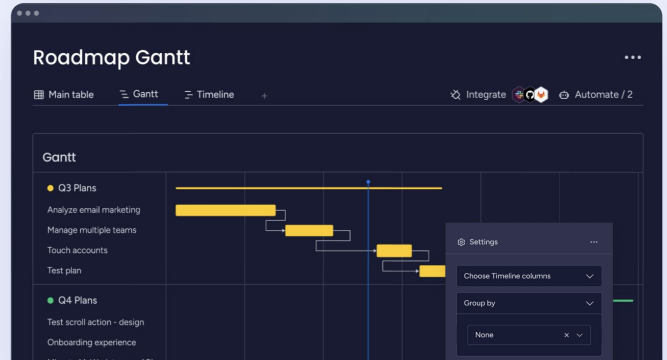 Roadmap Gantt
Main table
Gantt
Timeline
+
Integrate
Automate / 2
Gantt
Q3 Plans
Analyze email marketing
Manage multiple teams
Touch accounts
Test plan
Settings
Choose Timeline columns
Group by
None
Q4 Plans
Test scroll action - design
Onboarding experience